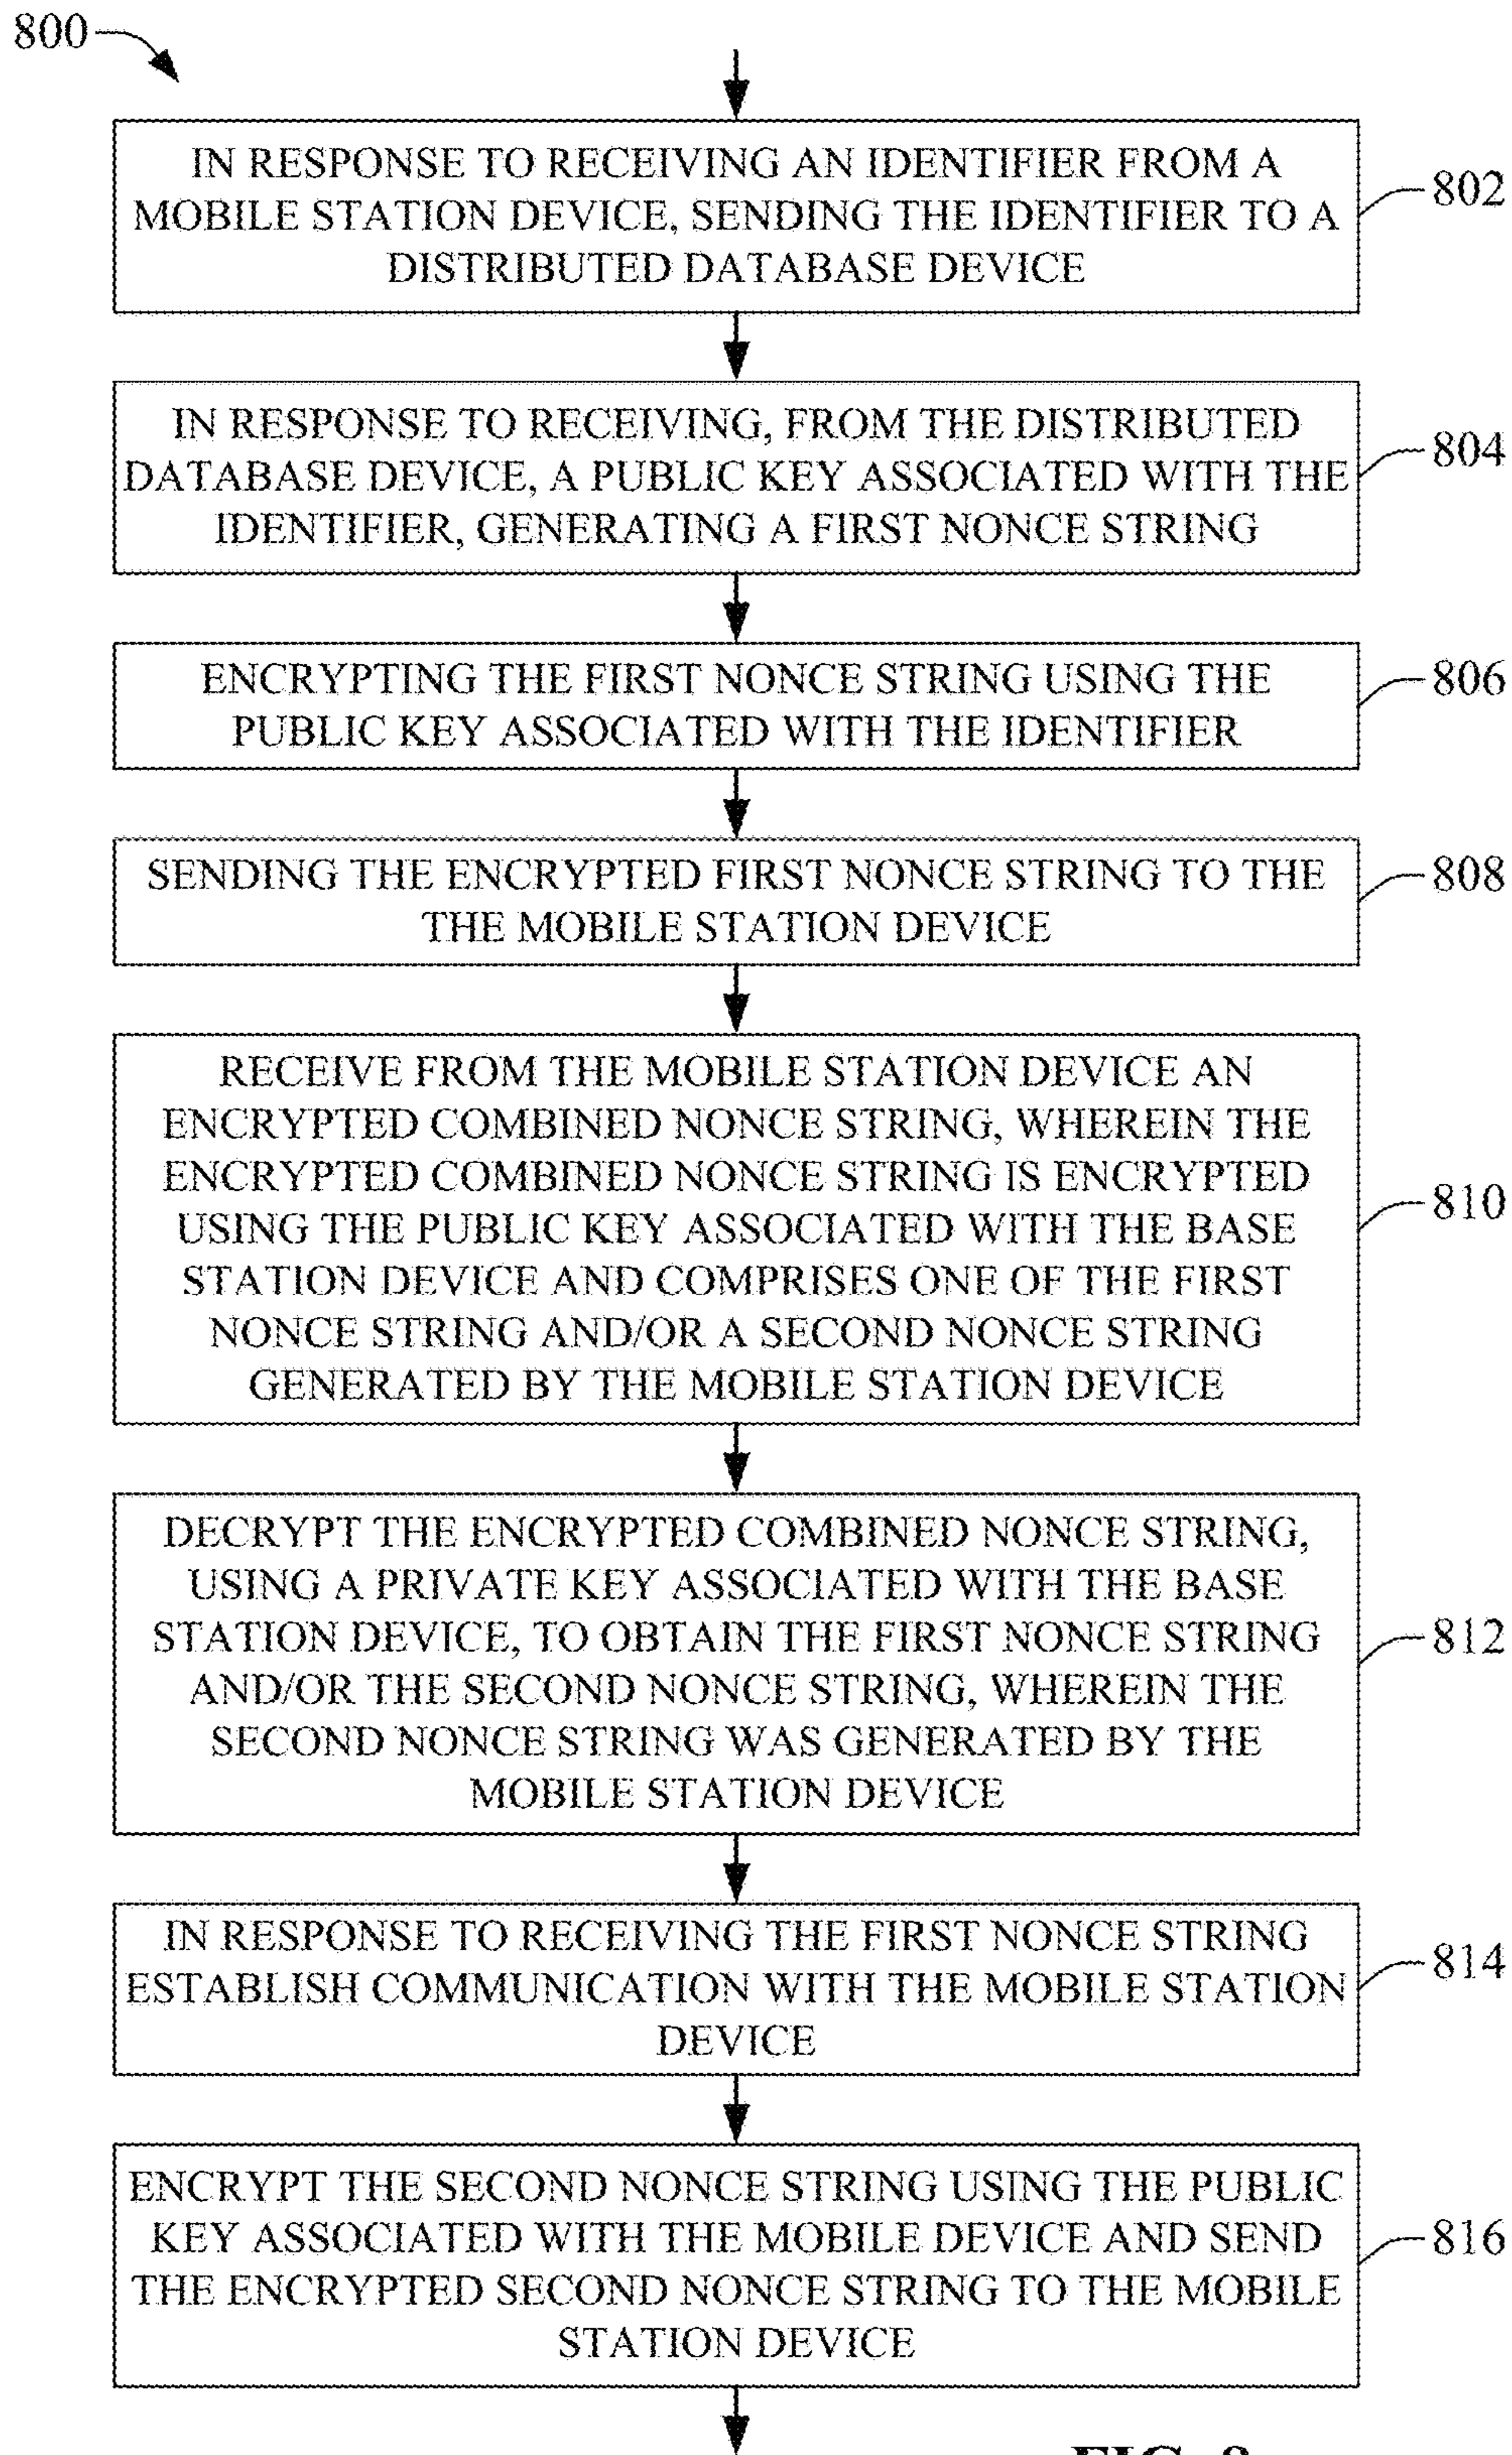 800
IN RESPONSE TO RECEIVING AN IDENTIFIER FROM A
MOBILE STATION DEVICE, SENDING THE IDENTIFIER TO A
DISTRIBUTED DATABASE DEVICE
802
IN RESPONSE TO RECEIVING, FROM THE DISTRIBUTED
DATABASE DEVICE, A PUBLIC KEY ASSOCIATED WITH THE
IDENTIFIER, GENERATING A FIRST NONCE STRING
804
ENCRYPTING THE FIRST NONCE STRING USING THE
PUBLIC KEY ASSOCIATED WITH THE IDENTIFIER
806
SENDING THE ENCRYPTED FIRST NONCE STRING TO THE
THE MOBILE STATION DEVICE
808
RECEIVE FROM THE MOBILE STATION DEVICE AN
ENCRYPTED COMBINED NONCE STRING, WHEREIN THE
ENCRYPTED COMBINED NONCE STRING IS ENCRYPTED
USING THE PUBLIC KEY ASSOCIATED WITH THE BASE
STATION DEVICE AND COMPRISES ONE OF THE FIRST
NONCE STRING AND/OR A SECOND NONCE STRING
GENERATED BY THE MOBILE STATION DEVICE
810
DECRYPT THE ENCRYPTED COMBINED NONCE STRING,
USING A PRIVATE KEY ASSOCIATED WITH THE BASE
STATION DEVICE, TO OBTAIN THE FIRST NONCE STRING
AND/OR THE SECOND NONCE STRING, WHEREIN THE
SECOND NONCE STRING WAS GENERATED BY THE
MOBILE STATION DEVICE
812
IN RESPONSE TO RECEIVING THE FIRST NONCE STRING
ESTABLISH COMMUNICATION WITH THE MOBILE STATION
DEVICE
814
ENCRYPT THE SECOND NONCE STRING USING THE PUBLIC
KEY ASSOCIATED WITH THE MOBILE DEVICE AND SEND
THE ENCRYPTED SECOND NONCE STRING TO THE MOBILE
STATION DEVICE
816